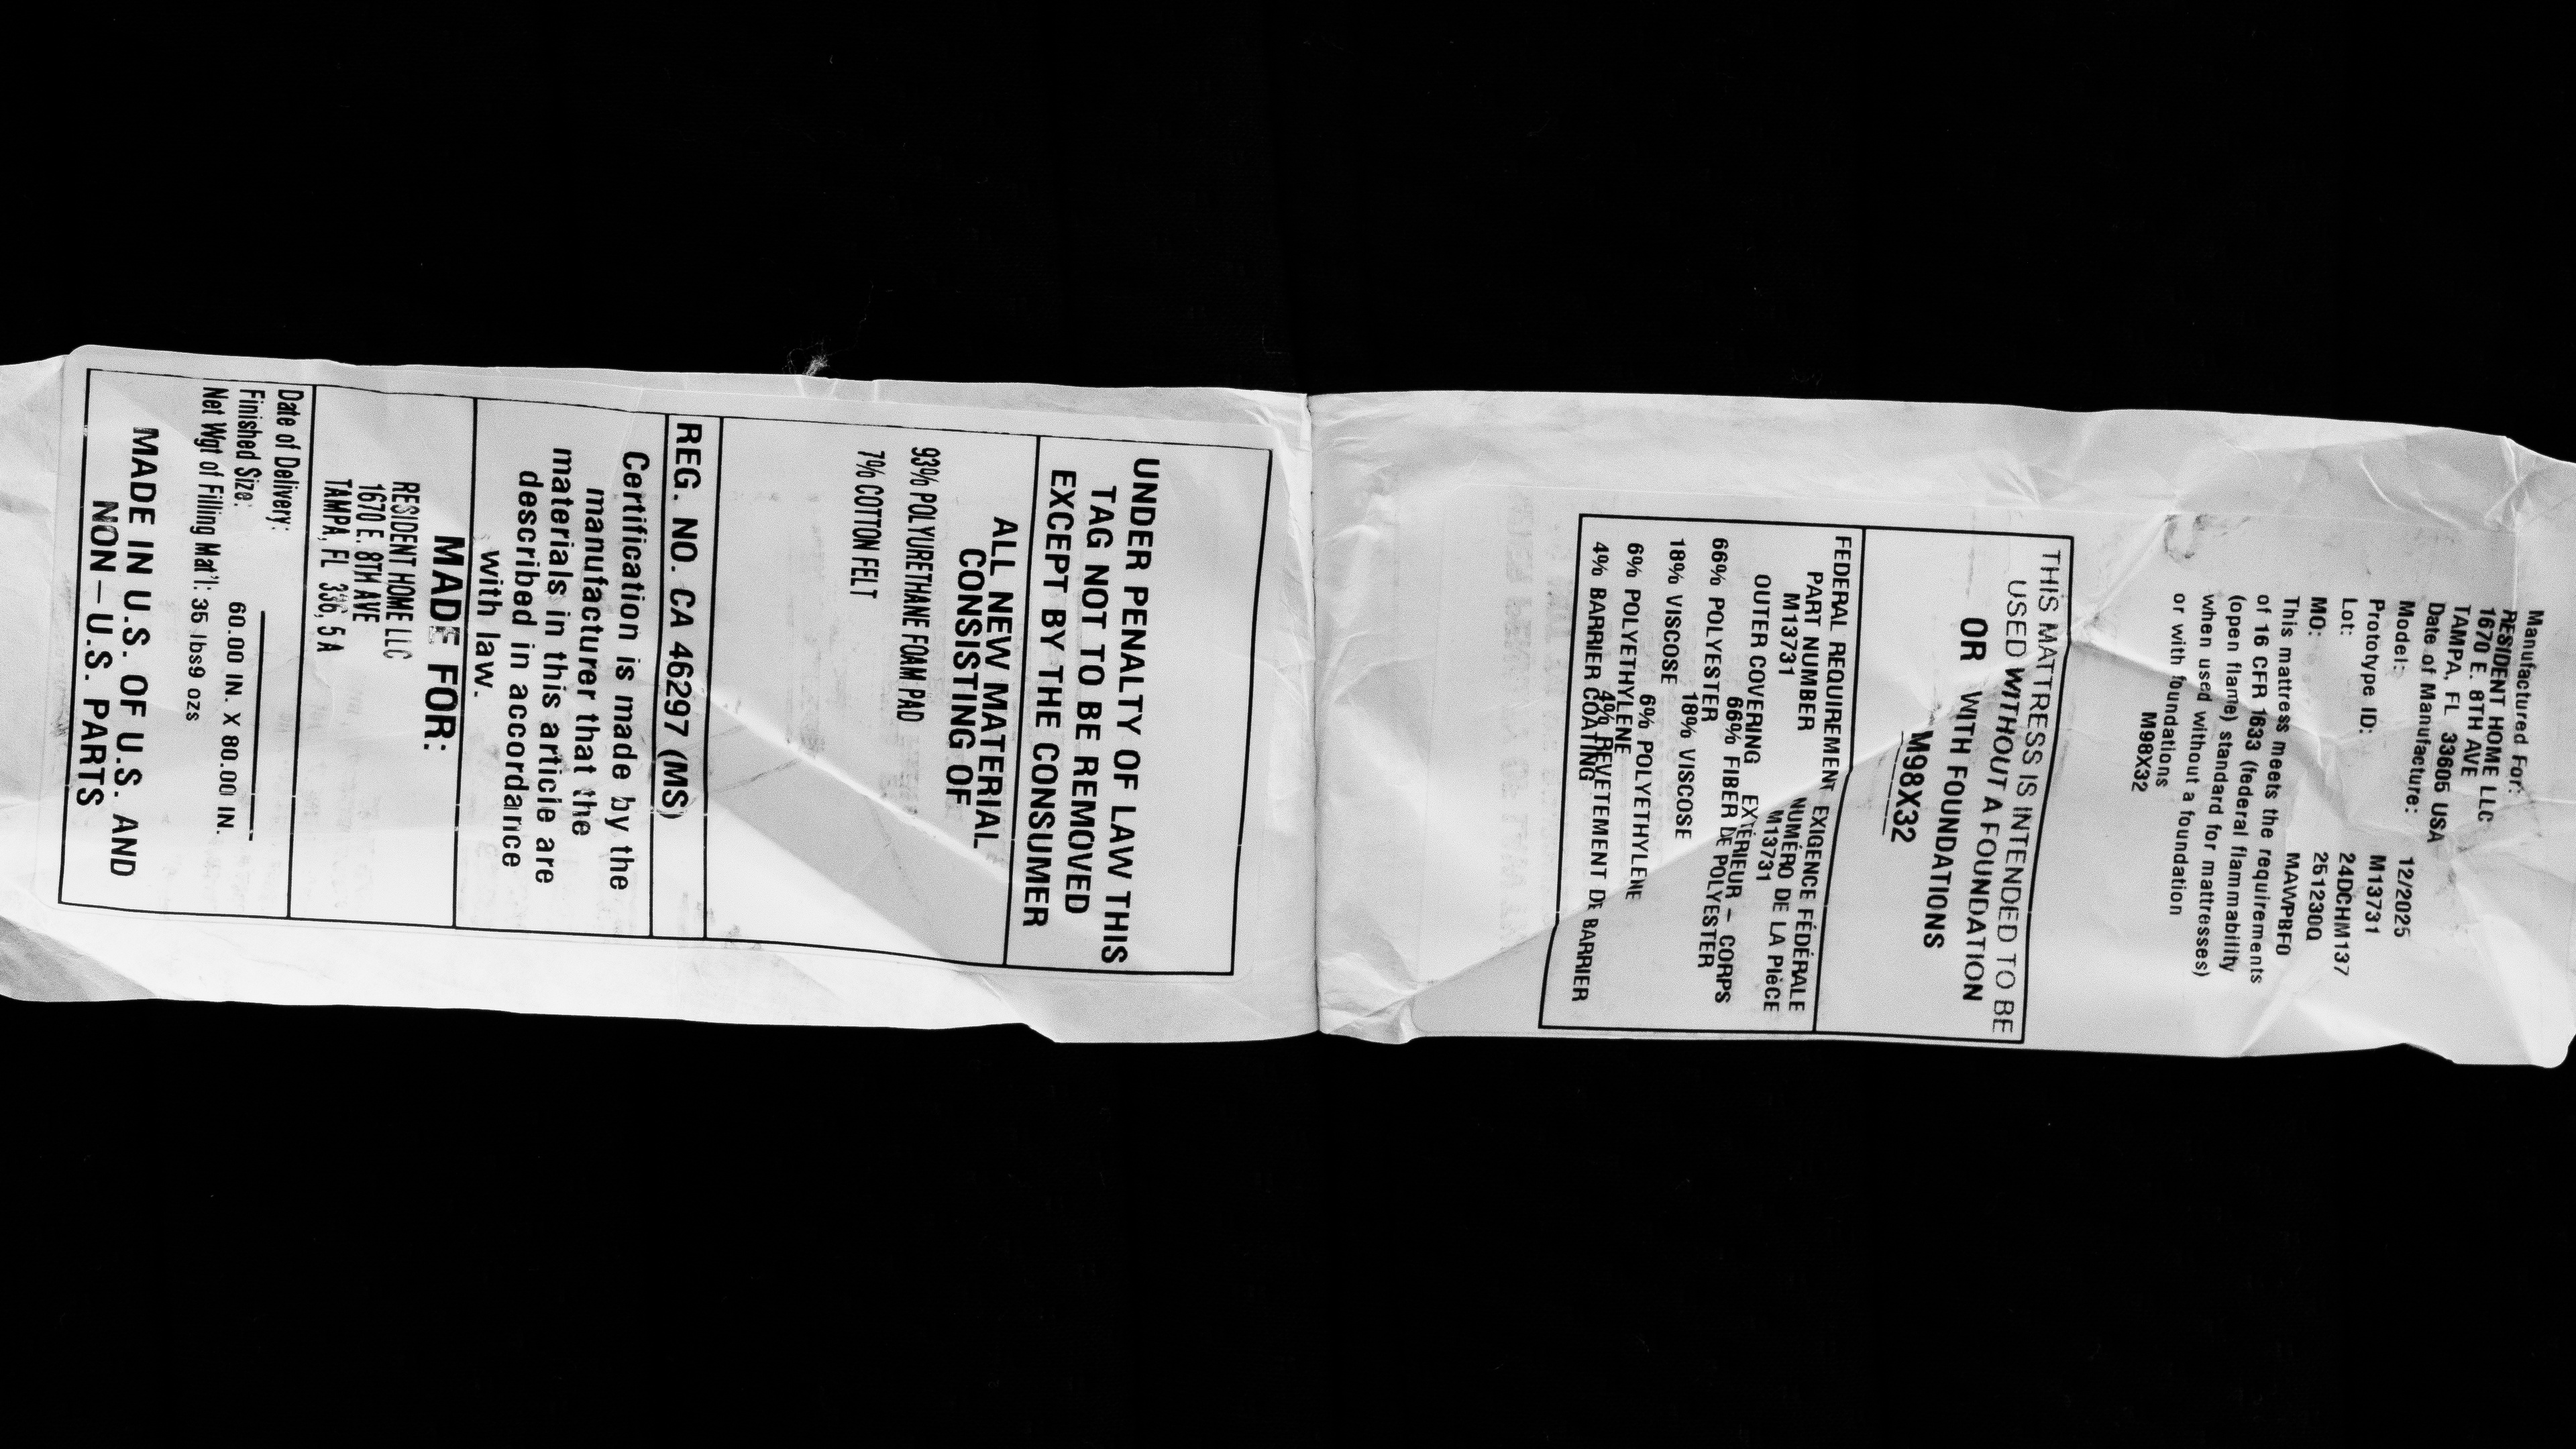 Manufactured For:
RESIDENT HOME LLC
1670 E. 8TH AVE
TAMPA, FL 33605 USA
Date of Manufacture: 12/2025
Model: M13731
Prototype ID: 24DCHM137
Lot: 251230Q
MO: MAWPBF0
This mattress meets the requirements
of 16 CFR 1633 (federal flammability
(open flame) standard for mattresses)
when used without a foundation
or with foundations
M98X32
THIS MATTRESS IS INTENDED TO BE
USED WITHOUT A FOUNDATION
OR WITH FOUNDATIONS
M98X32
FEDERAL REQUIREMENT EXIGENCE FÉDÉRALE
PART NUMBER NUMÉRO DE LA PIèCE
M13731 M13731
OUTER COVERING EXTÉRIEUR - CORPS
66% POLYESTER 66% FIBER DE POLYESTER
18% VISCOSE 18% VISCOSE
6% POLYETHYLENE 6% POLYETHYLENE
4% BARRIER COATING 4% REVETEMENT DE BARRIER
UNDER PENALTY OF LAW THIS
TAG NOT TO BE REMOVED
EXCEPT BY THE CONSUMER
ALL NEW MATERIAL
CONSISTING OF
93% POLYURETHANE FOAM PAD
7% COTTON FELT
REG. NO. CA 46297 (MS)
Certification is made by the
manufacturer that the
materials in this article are
described in accordance
with law.
MADE FOR:
RESIDENT HOME LLC
1670 E. 8TH AVE
TAMPA, FL
Date of Delivery:
Finished Size: 60.00 IN. X 80.00 IN.
Net Wgt of Filling Mat'l: 35 lbs9 ozs
MADE IN U.S. OF U.S. AND
NON-U.S. PARTS